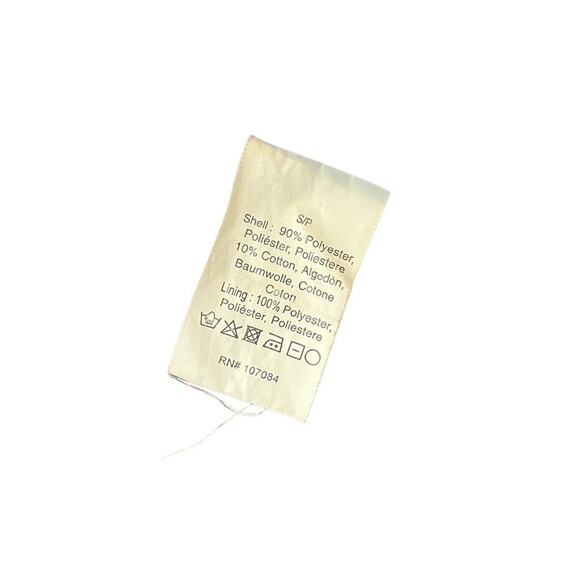 S/P
Shell : 90% Polyester,
Poliéster, Poliestere
10% Cotton, Algodón,
Baumwolle, Cotone
Coton
Lining : 100% Polyester,
Poliéster, Poliestere
RN# 107084